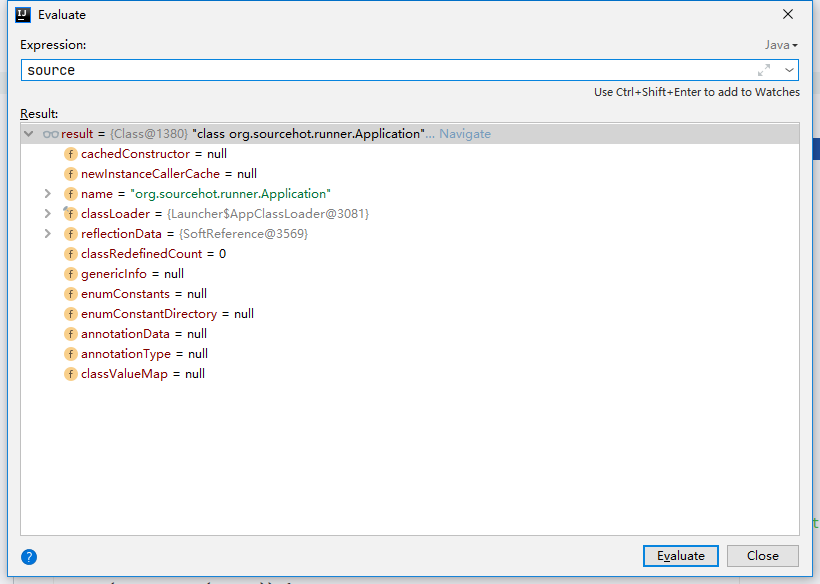 Evaluate
Expression:
Java
source
Use Ctrl+Shift+Enter to add to Watches
Result:
result = {Class@1380} "class org.sourcehot.runner.Application"... Navigate
f cachedConstructor = null
f newInstanceCallerCache = null
f name = "org.sourcehot.runner.Application"
f classLoader = {Launcher$AppClassLoader@3081}
f reflectionData = {SoftReference@3569}
f classRedefinedCount = 0
f genericInfo = null
f enumConstants = null
f enumConstantDirectory = null
f annotationData = null
f annotationType = null
f classValueMap = null
?
Evaluate
Close